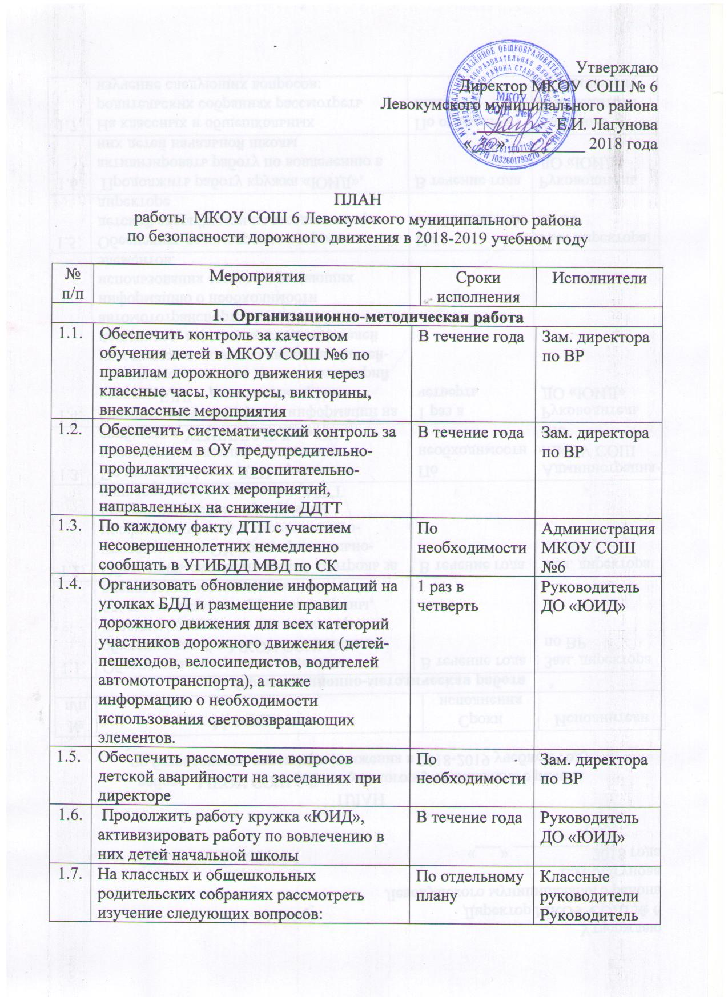 Утверждаю
Директор МКОУ СОШ № 6
Левокумского муниципального района
Е.И. Лагунова
«30» 08 2018 года
МКОУ
СОШ №6
ПЛАН
работы МКОУ СОШ 6 Левокумского муниципального района
по безопасности дорожного движения в 2018-2019 учебном году
№ п/п
Мероприятия
Сроки исполнения
Исполнители
1. Организационно-методическая работа
1.1.
Обеспечить контроль за качеством
обучения детей в МКОУ СОШ №6 по
правилам дорожного движения через
классные часы, конкурсы, викторины,
внеклассные мероприятия
В течение года
Зам. директора
по ВР
1.2.
Обеспечить систематический контроль за
проведением в ОУ предупредительно-
профилактических и воспитательно-
пропагандистских мероприятий,
направленных на снижение ДДТТ
В течение года
Зам. директора
по ВР
1.3.
По каждому факту ДТП с участием
несовершеннолетних немедленно
сообщать в УГИБДД МВД по СК
По
необходимости
Администрация
МКОУ СОШ
№6
1.4.
Организовать обновление информаций на
уголках БДД и размещение правил
дорожного движения для всех категорий
участников дорожного движения (детей-
пешеходов, велосипедистов, водителей
автомототранспорта), а также
информацию о необходимости
использования световозвращающих
элементов.
1 раз в
четверть
Руководитель
ДО «ЮИД»
1.5.
Обеспечить рассмотрение вопросов
детской аварийности на заседаниях при
директоре
По
необходимости
Зам. директора
по ВР
1.6.
Продолжить работу кружка «ЮИД»,
активизировать работу по вовлечению в
них детей начальной школы
В течение года
Руководитель
ДО «ЮИД»
1.7.
На классных и общешкольных
родительских собраниях рассмотреть
изучение следующих вопросов:
По отдельному
плану
Классные
руководители
Руководитель